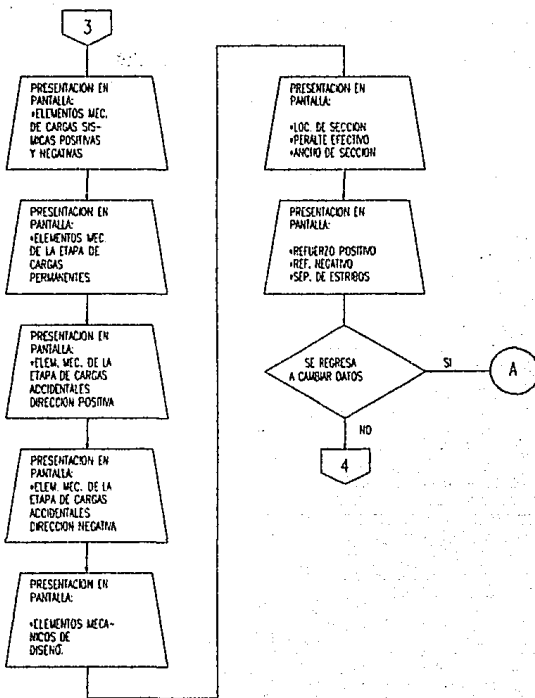 3
PRESENTACION EN
PANTALLA:
*ELEMENTOS MEC.
DE CARGAS SIS-
MICAS POSITIVAS
Y NEGATIVAS
PRESENTACION EN
PANTALLA:
*ELEMENTOS MEC.
DE LA ETAPA DE
CARGAS
PERMANENTES
PRESENTACION EN
PANTALLA:
*ELEM. MEC. DE LA
ETAPA DE CARGAS
ACCIDENTALES
DIRECCION POSITIVA
PRESENTACION EN
PANTALLA:
*ELEM. MEC. DE LA
ETAPA DE CARGAS
ACCIDENTALES
DIRECCION NEGATIVA
PRESENTACION EN
PANTALLA:
*ELEMENTOS MECA-
NICOS DE
DISEÑO.
PRESENTACION EN
PANTALLA:
*LOC. DE SECCION
*PERALTE EFECTIVO
*ANCHO DE SECCION
PRESENTACION EN
PANTALLA:
*REFUERZO POSITIVO
*REF. NEGATIVO
*SEP. DE ESTRIBOS
SE REGRESA
A CAMBIAR DATOS
SI
A
NO
4